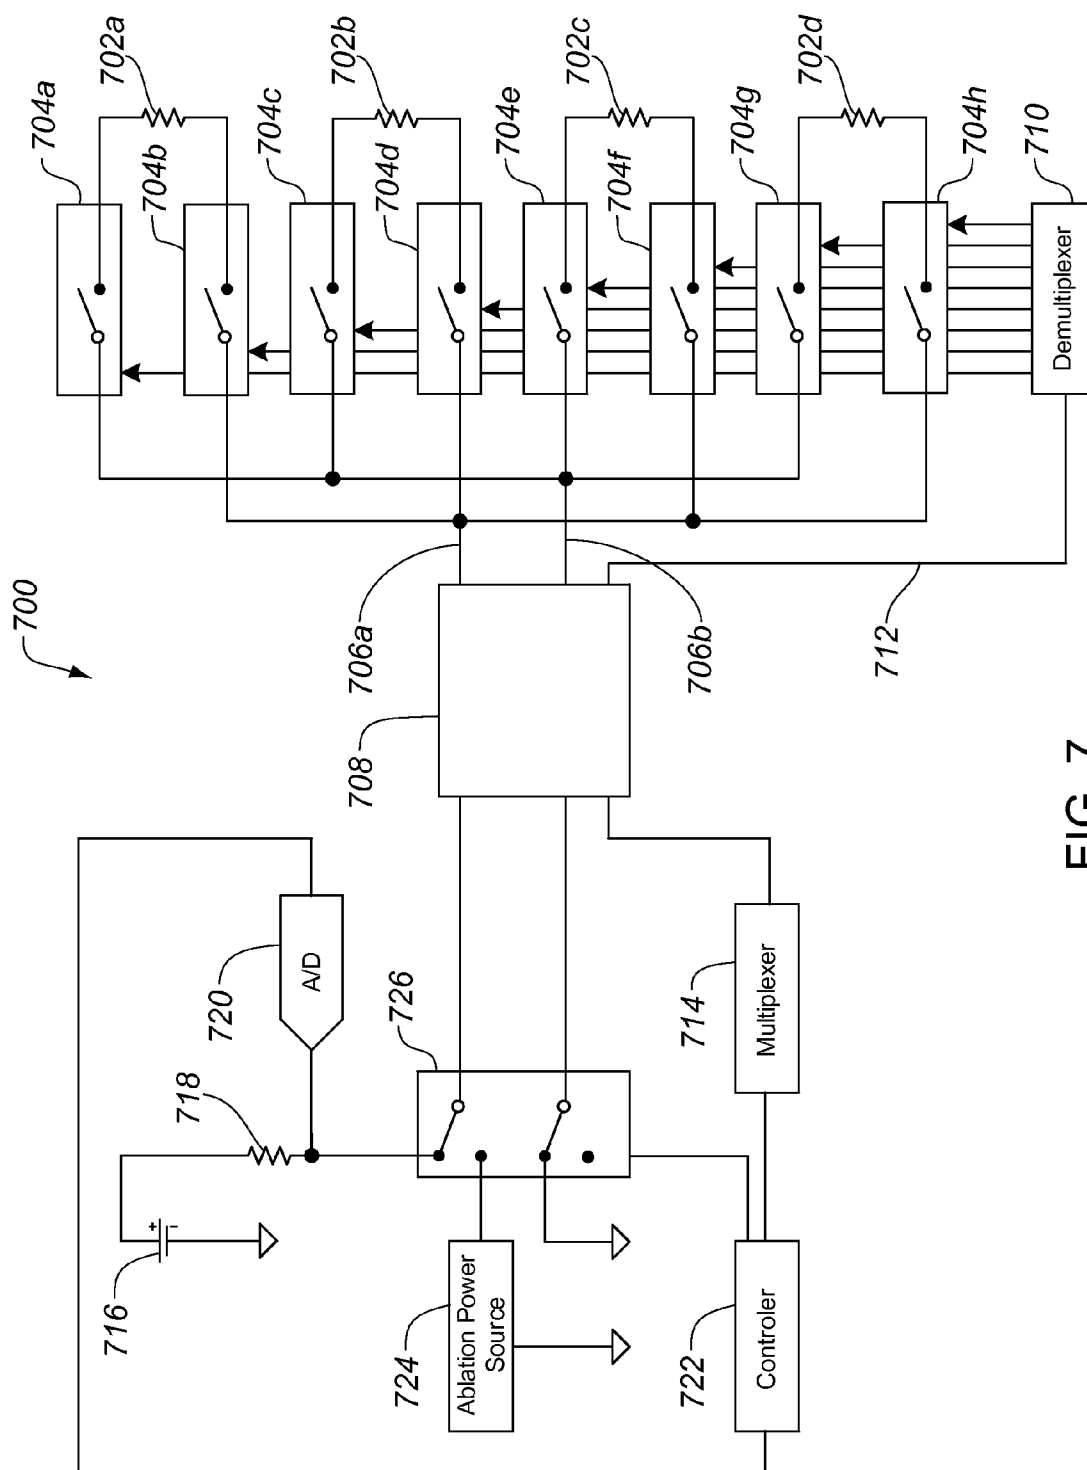 700
704a
702a
716
+
-
704b
718
720
704c
A/D
702b
708
706a
704d
726
724
Ablation Power
Source
704e
702c
704f
722
714
706b
704g
Controler
Multiplexer
702d
712
704h
710
Demultiplexer
FIG. 7